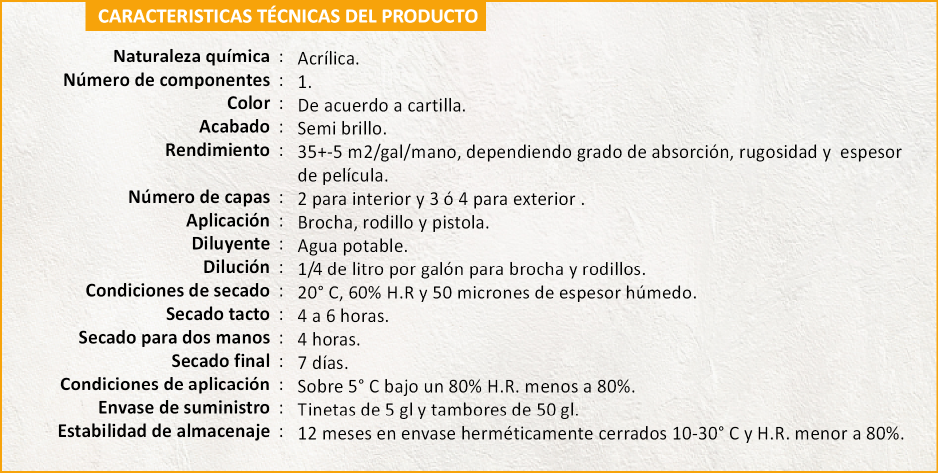 CARACTERISTICAS TÉCNICAS DEL PRODUCTO
Naturaleza química : Acrílica.
Número de componentes : 1.
Color : De acuerdo a cartilla.
Acabado : Semi brillo.
Rendimiento : 35+-5 m2/gal/mano, dependiendo grado de absorción, rugosidad y espesor
de película.
Número de capas : 2 para interior y 3 ó 4 para exterior .
Aplicación : Brocha, rodillo y pistola.
Diluyente : Agua potable.
Dilución : 1/4 de litro por galón para brocha y rodillos.
Condiciones de secado : 20° C, 60% H.R y 50 micrones de espesor húmedo.
Secado tacto : 4 a 6 horas.
Secado para dos manos : 4 horas.
Secado final : 7 días.
Condiciones de aplicación : Sobre 5° C bajo un 80% H.R. menos a 80%.
Envase de suministro : Tinetas de 5 gl y tambores de 50 gl.
Estabilidad de almacenaje : 12 meses en envase herméticamente cerrados 10-30° C y H.R. menor a 80%.